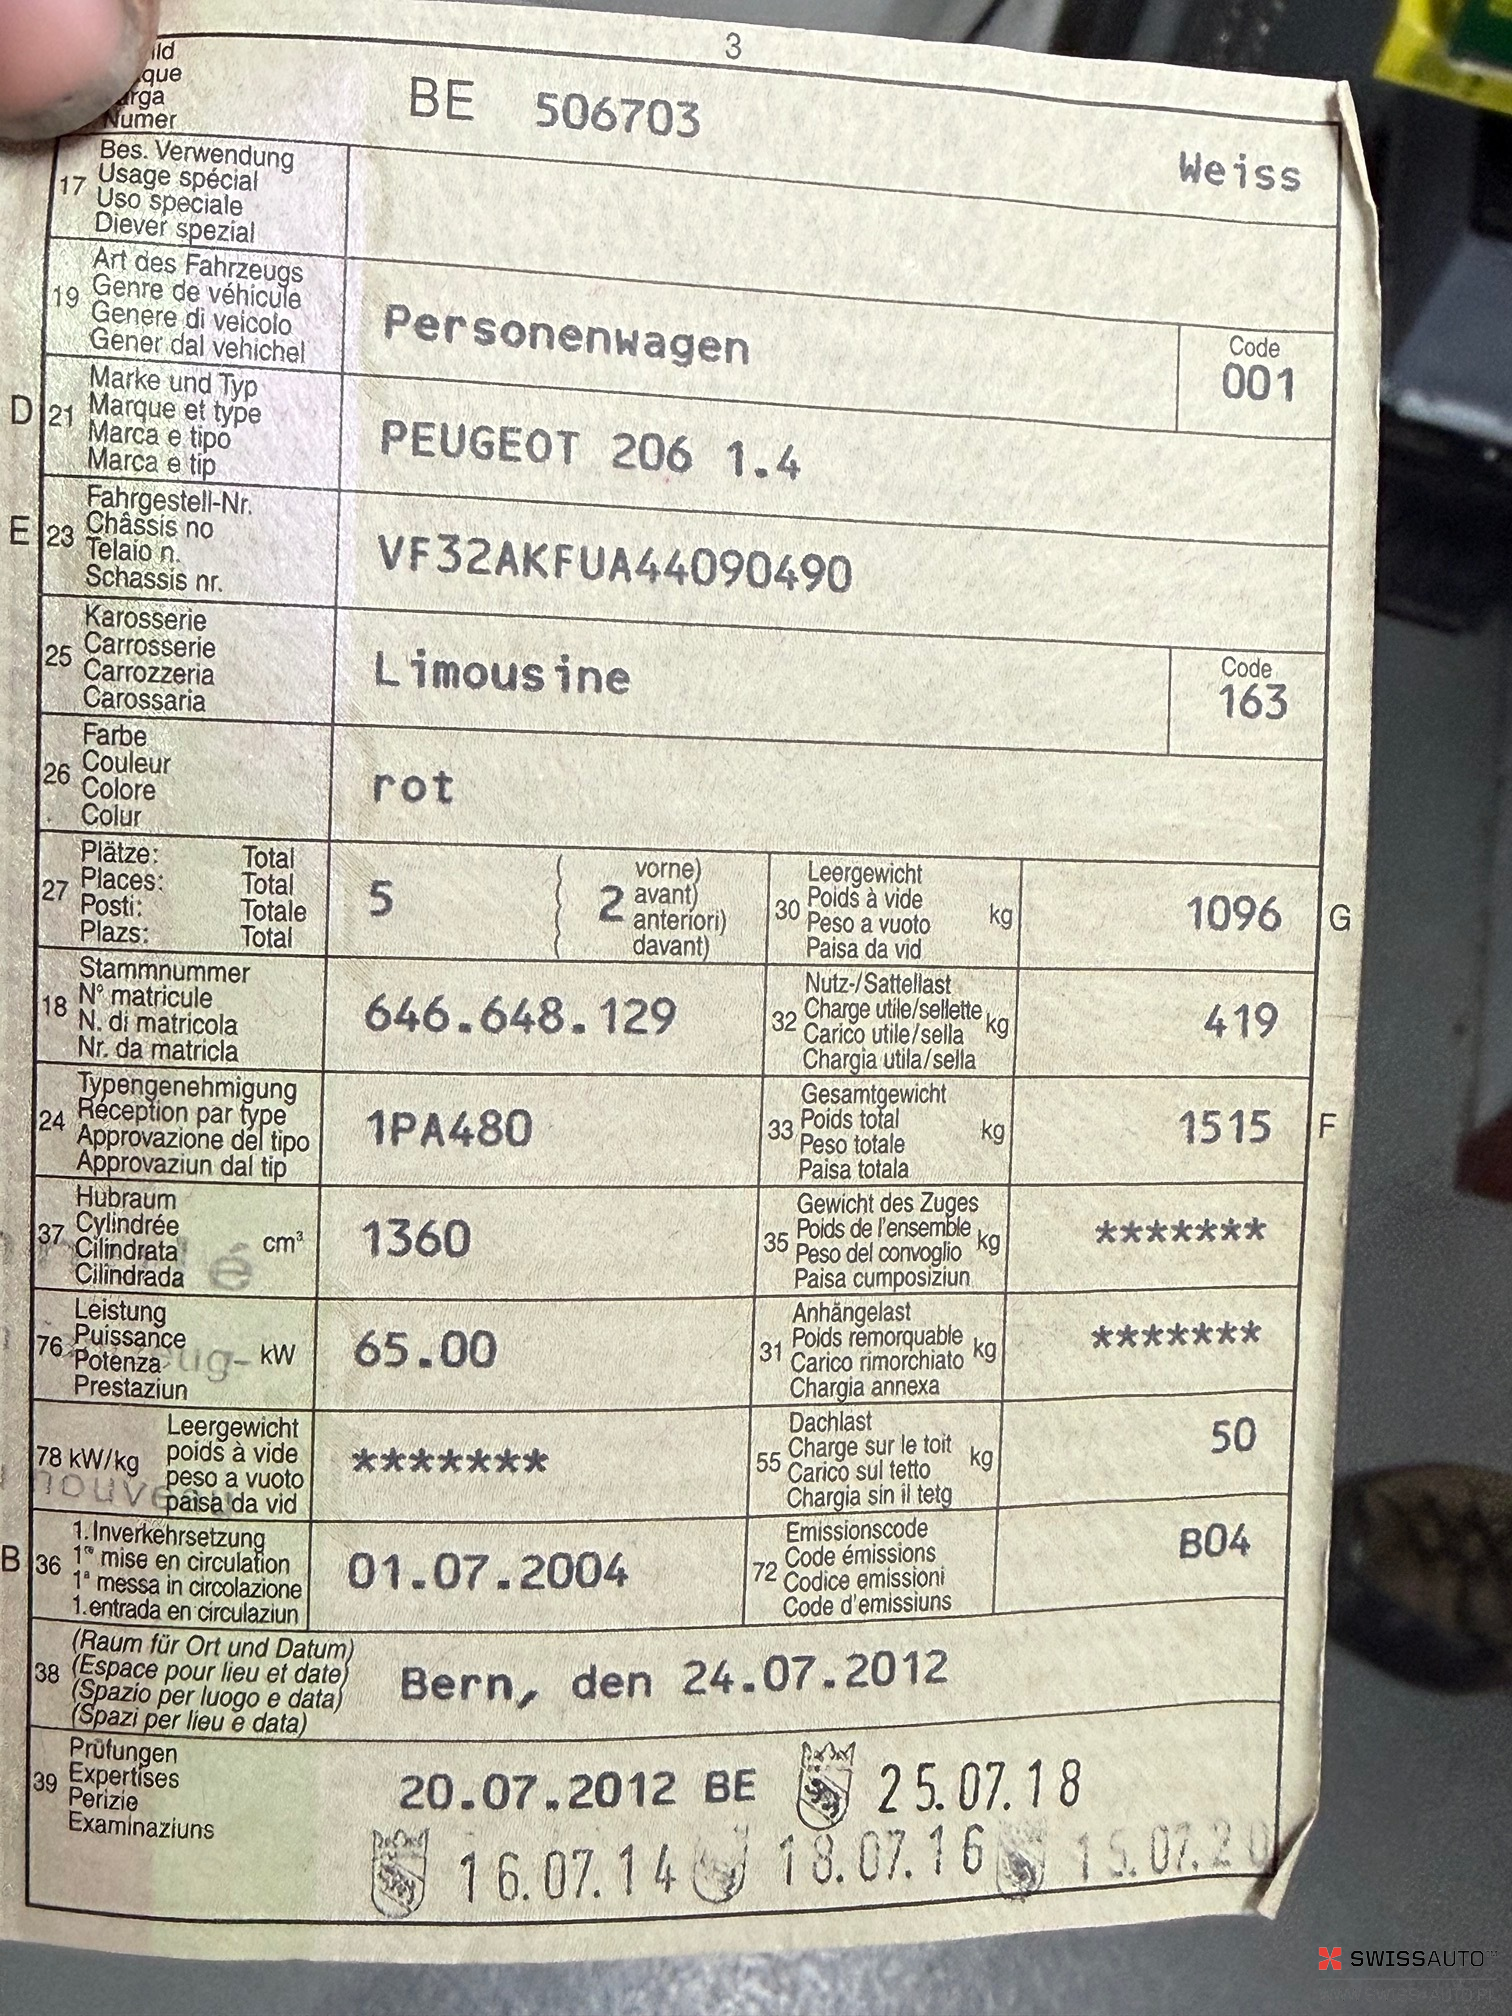 3
ild
que
arga
Numer
BE 506703
Weiss
17
Bes. Verwendung
Usage spécial
Uso speciale
Diever spezial
19
Art des Fahrzeugs
Genre de véhicule
Genere di veicolo
Gener dal vehichel
Personenwagen
Code
001
D 21
Marke und Typ
Marque et type
Marca e tipo
Marca e tip
PEUGEOT 206 1.4
E 23
Fahrgestell-Nr.
Châssis no
Telaio n.
Schassis nr.
VF32AKFUA44090490
25
Karosserie
Carrosserie
Carrozzeria
Carossaria
Limousine
Code
163
26
Farbe
Couleur
Colore
Colur
rot
27
Plätze: Total
Places: Total
Posti: Totale
Plazs: Total
5
2
( vorne)
avant)
anteriori)
( davant)
30
Leergewicht
Poids à vide
Peso a vuoto
Paisa da vid
kg
1096
G
18
Stammnummer
N° matricule
N. di matricola
Nr. da matricla
646.648.129
32
Nutz-/Sattellast
Charge utile/sellette
Carico utile/sella
Chargia utila/sella
kg
419
24
Typengenehmigung
Réception par type
Approvazione del tipo
Approvaziun dal tip
1PA480
33
Gesamtgewicht
Poids total
Peso totale
Paisa totala
kg
1515
F
37
Hubraum
Cylindrée
Cilindrata
Cilindrada
cm³
1360
35
Gewicht des Zuges
Poids de l'ensemble
Peso del convoglio
Paisa cumposiziun
kg
*******
76
Leistung
Puissance
Potenza
Prestaziun
kW
65.00
31
Anhängelast
Poids remorquable
Carico rimorchiato
Chargia annexa
kg
*******
78 kW/kg
Leergewicht
poids à vide
peso a vuoto
paisa da vid
nouveau
*******
55
Dachlast
Charge sur le toit
Carico sul tetto
Chargia sin il tetg
kg
50
B 36
1. Inverkehrsetzung
1re mise en circulation
1a messa in circolazione
1. entrada en circulaziun
01.07.2004
72
Emissionscode
Code émissions
Codice emissioni
Code d'emissiuns
B04
38
(Raum für Ort und Datum)
(Espace pour lieu et date)
(Spazio per luogo e data)
(Spazi per lieu e data)
Bern, den 24.07.2012
39
Prüfungen
Expertises
Perizie
Examinaziuns
20.07.2012 BE 25.07.18
16.07.14 18.07.16 15.07.20
SWISSAUTO